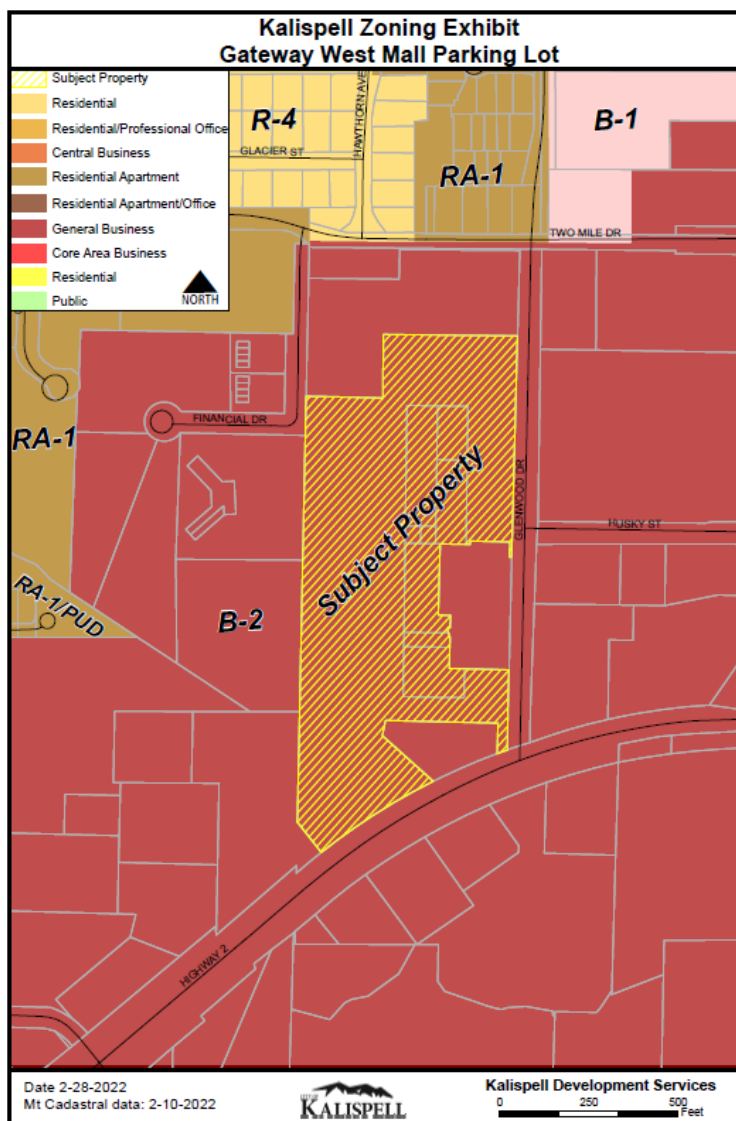 Kalispell Zoning Exhibit
Gateway West Mall Parking Lot
Subject Property
Residential
Residential/Professional Office
Central Business
Residential Apartment
Residential Apartment/Office
General Business
Core Area Business
Residential
Public
NORTH
R-4
GLACIER ST
HAWTHORN AVE
RA-1
B-1
TWO MILE DR
FINANCIAL DR
RA-1
Subject Property
GLENWOOD DR
HUSKY ST
RA-1/PUD
B-2
HIGHWAY 2
Date 2-28-2022
Mt Cadastral data: 2-10-2022
CITY OF
KALISPELL
Kalispell Development Services
0 250 500
Feet